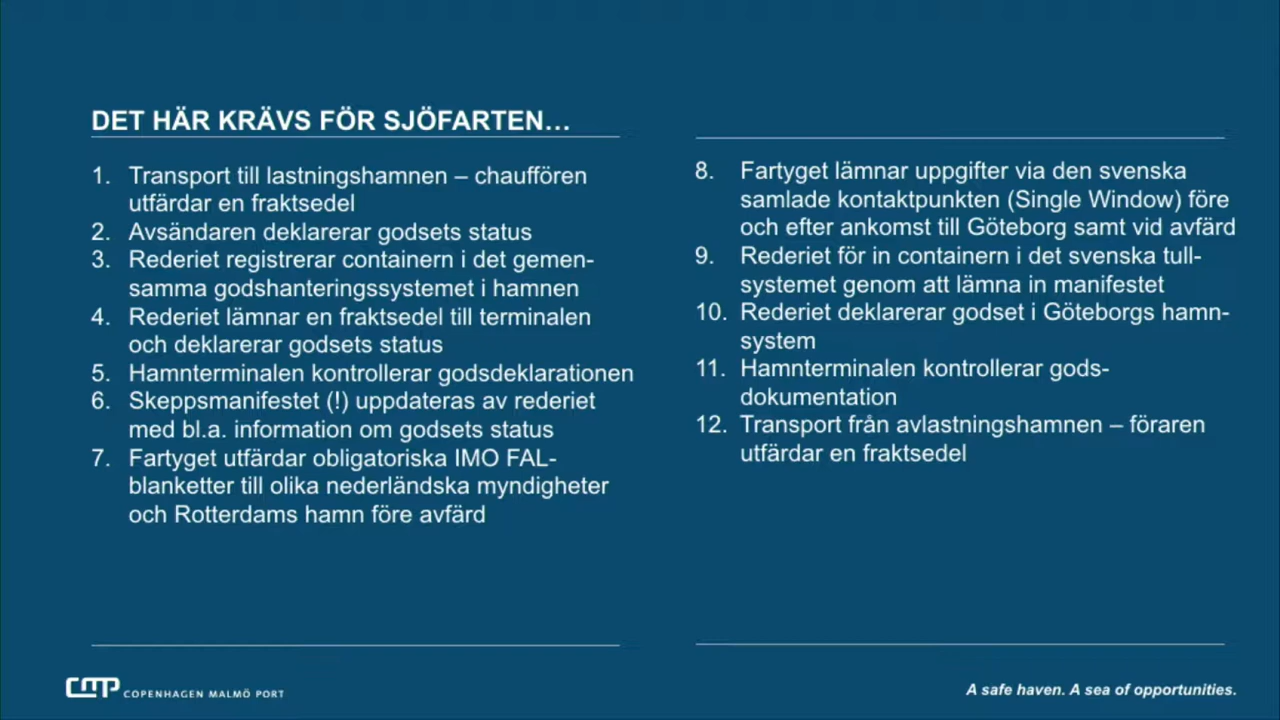 DET HÄR KRÄVS FÖR SJÖFARTEN…
1. Transport till lastningshamnen – chauffören
utfärdar en fraktsedel
2. Avsändaren deklarerar godsets status
3. Rederiet registrerar containern i det gemen-
samma godshanteringssystemet i hamnen
4. Rederiet lämnar en fraktsedel till terminalen
och deklarerar godsets status
5. Hamnterminalen kontrollerar godsdeklarationen
6. Skeppsmanifestet (!) uppdateras av rederiet
med bl.a. information om godsets status
7. Fartyget utfärdar obligatoriska IMO FAL-
blanketter till olika nederländska myndigheter
och Rotterdams hamn före avfärd
8. Fartyget lämnar uppgifter via den svenska
samlade kontaktpunkten (Single Window) före
och efter ankomst till Göteborg samt vid avfärd
9. Rederiet för in containern i det svenska tull-
systemet genom att lämna in manifestet
10. Rederiet deklarerar godset i Göteborgs hamn-
system
11. Hamnterminalen kontrollerar gods-
dokumentation
12. Transport från avlastningshamnen – föraren
utfärdar en fraktsedel
CMP COPENHAGEN MALMÖ PORT
A safe haven. A sea of opportunities.